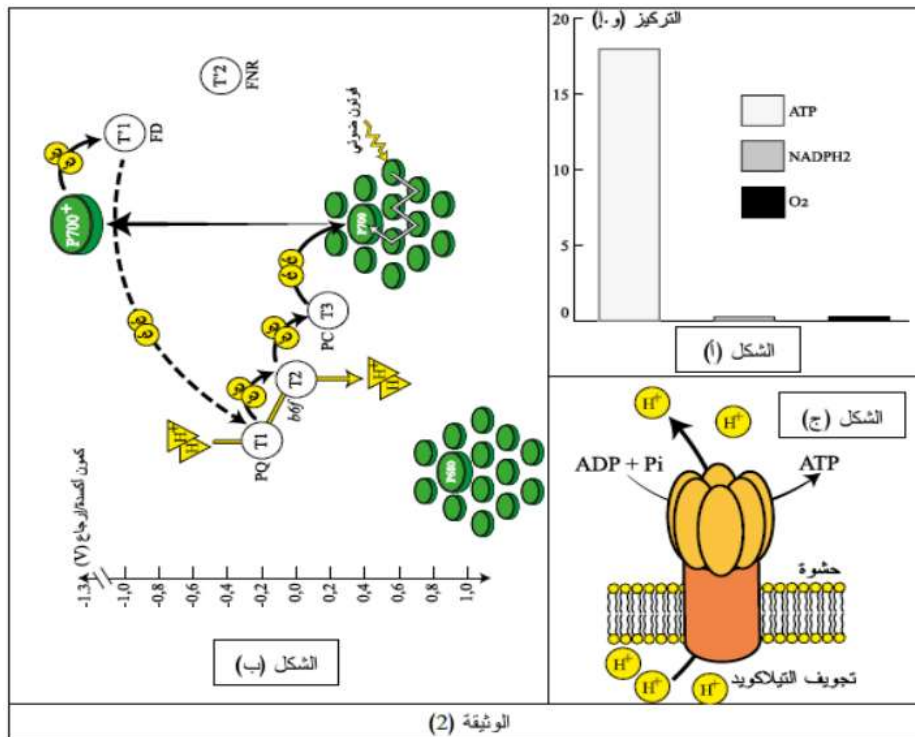 التركيز (و.إ)
20
15
10
5
0
ATP
NADPH2
O2
الشكل (أ)
T'2
FNR
T'1
FD
P700+
é
é
é
é
فوتون ضوئي
P700
é
é
T3
PC
é
é
T2
b6f
H+
H+
é
é
T1
PQ
H+
H+
P680
كمون أكسدة/إرجاع (V)
-1,3
-1,0
-0,8
-0,6
-0,4
-0,2
0,0
0,2
0,4
0,6
0,8
1,0
الشكل (ب)
الشكل (ج)
H+
H+
ADP + Pi
ATP
حشوة
H+
H+
H+
تجويف التيلاكويد
الوثيقة (2)